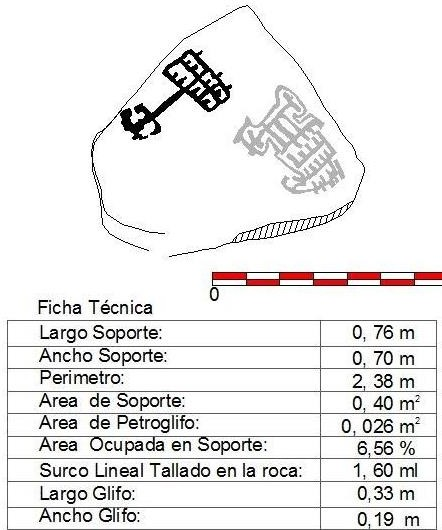 0
Ficha Técnica
Largo Soporte: 0, 76 m
Ancho Soporte: 0, 70 m
Perimetro: 2, 38 m
Area de Soporte: 0, 40 m²
Area de Petroglifo: 0, 026 m²
Area Ocupada en Soporte: 6,56 %
Surco Lineal Tallado en la roca: 1, 60 ml
Largo Glifo: 0,33 m
Ancho Glifo: 0,19 m